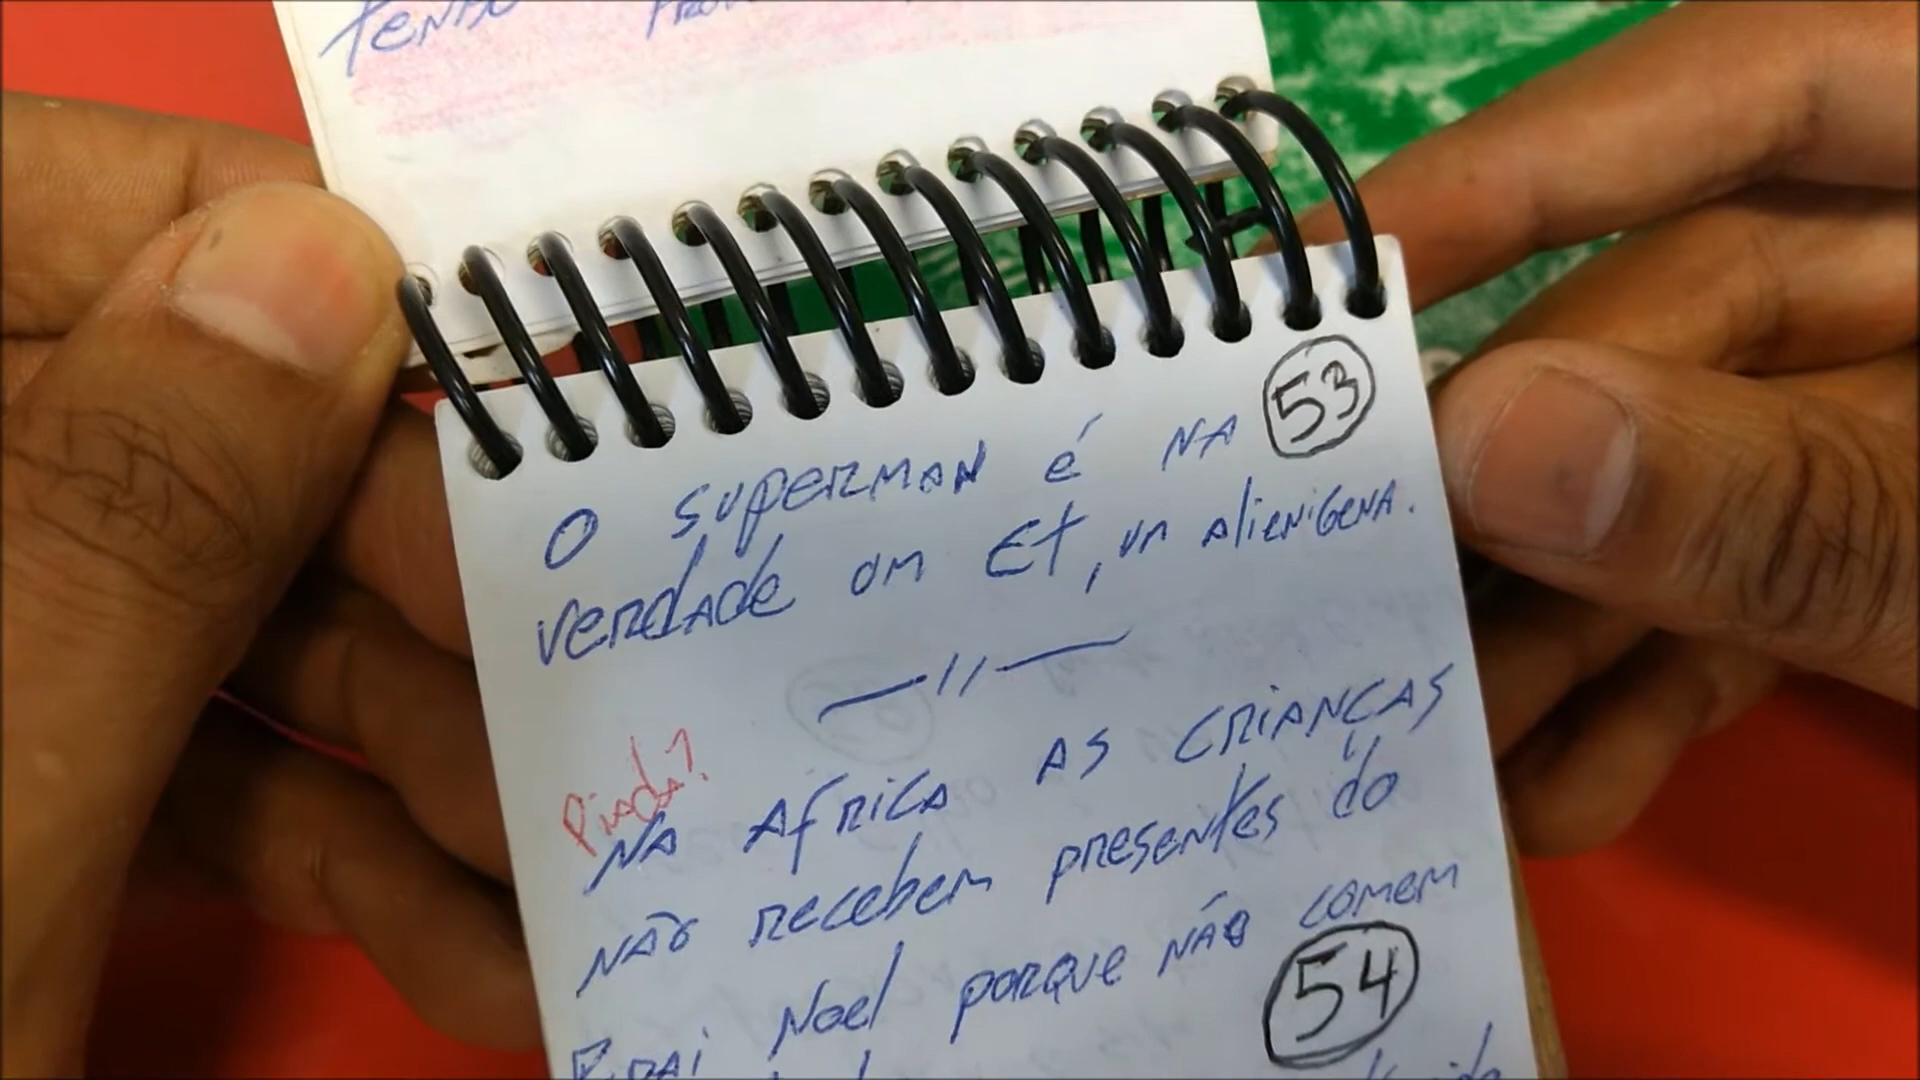 O SUPERMAN é NA 53
VERDADE UM Et, UM AlIENIGENA.
Piada?
NA AfRICA AS CRIANÇAS
NÃO RECEBEM PRESENTES dO
PAPAI NOEl PORQUE NÃO COMEM
54